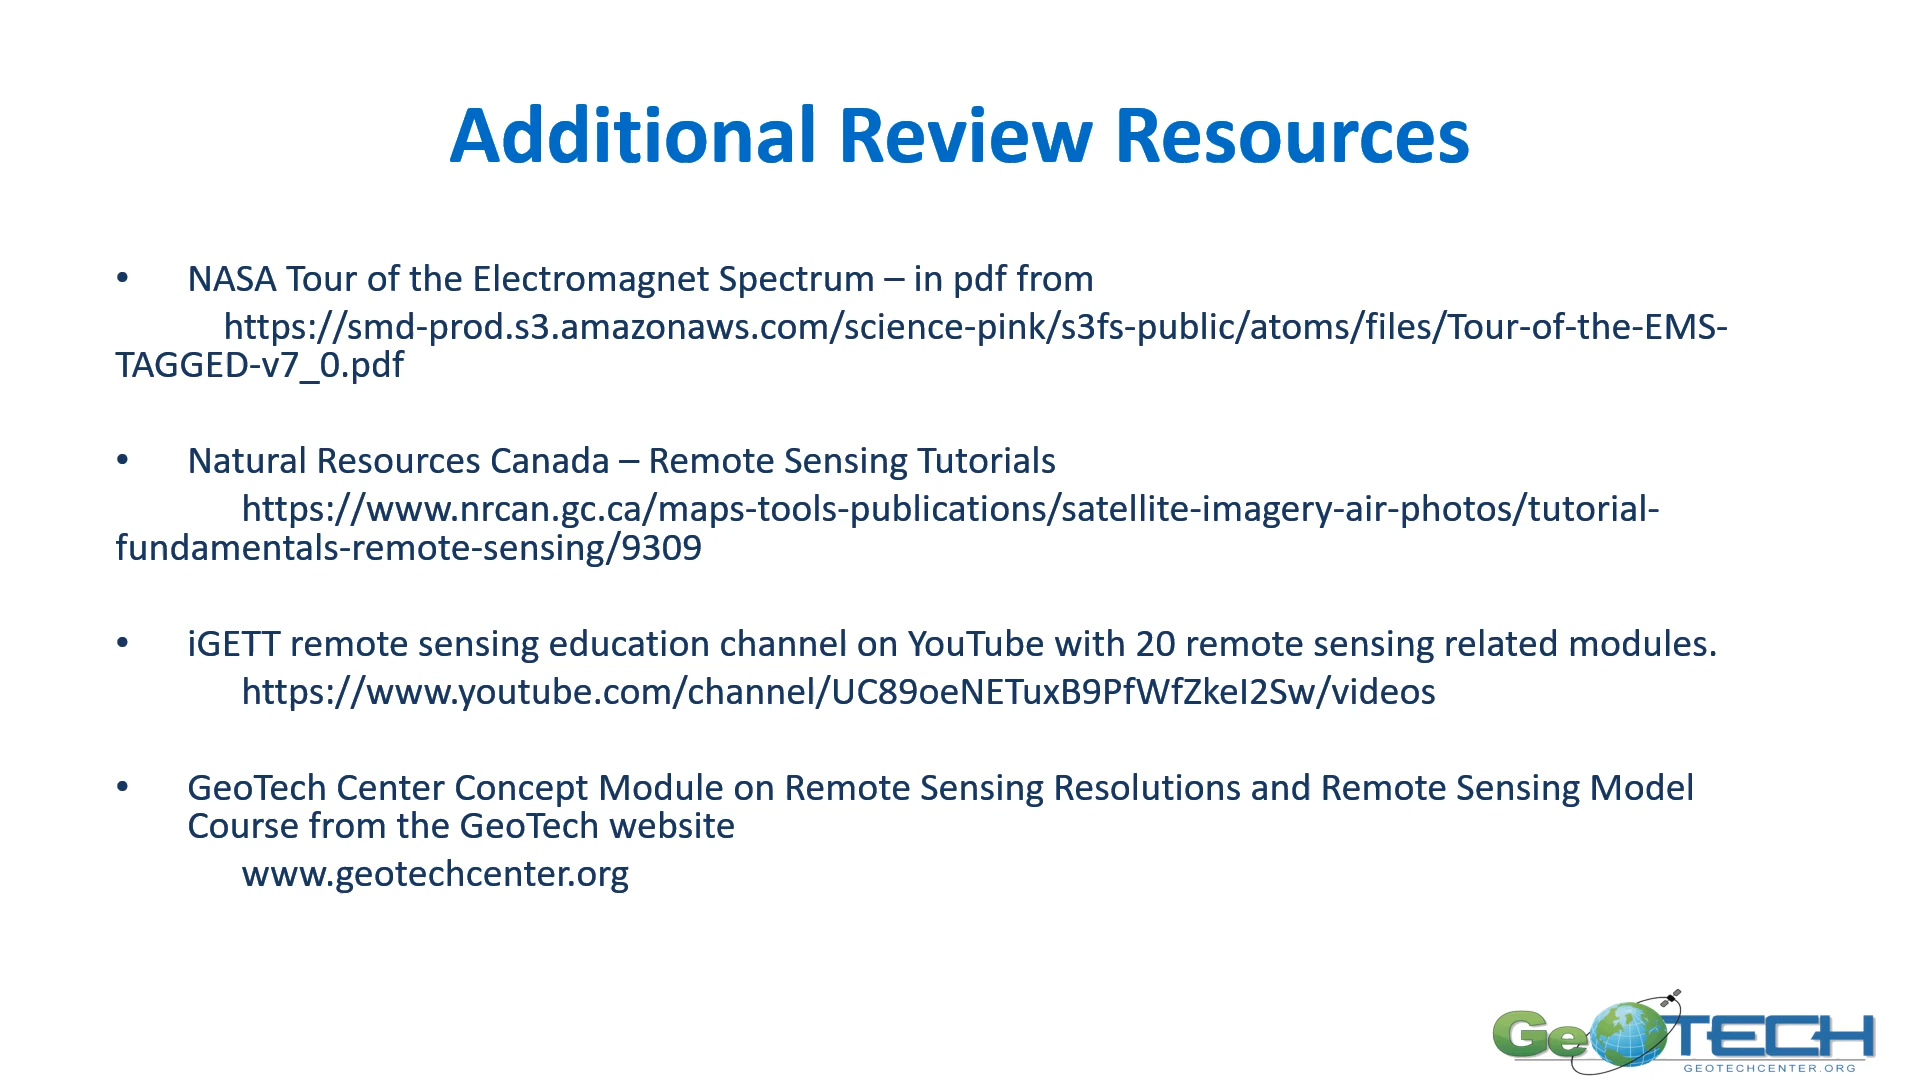 Additional Review Resources
• NASA Tour of the Electromagnet Spectrum – in pdf from
https://smd-prod.s3.amazonaws.com/science-pink/s3fs-public/atoms/files/Tour-of-the-EMS-
TAGGED-v7_0.pdf
• Natural Resources Canada – Remote Sensing Tutorials
https://www.nrcan.gc.ca/maps-tools-publications/satellite-imagery-air-photos/tutorial-
fundamentals-remote-sensing/9309
• iGETT remote sensing education channel on YouTube with 20 remote sensing related modules.
https://www.youtube.com/channel/UC89oeNETuxB9PfWfZkeI2Sw/videos
• GeoTech Center Concept Module on Remote Sensing Resolutions and Remote Sensing Model
Course from the GeoTech website
www.geotechcenter.org
GeoTECH
GEOTECHCENTER.ORG